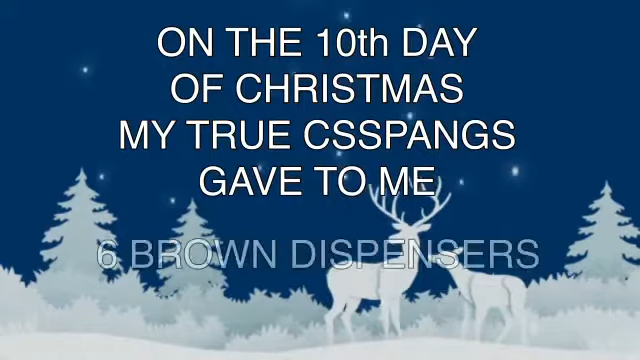 ON THE 10th DAY
OF CHRISTMAS
MY TRUE CSSPANGS
GAVE TO ME
6 BROWN DISPENSERS